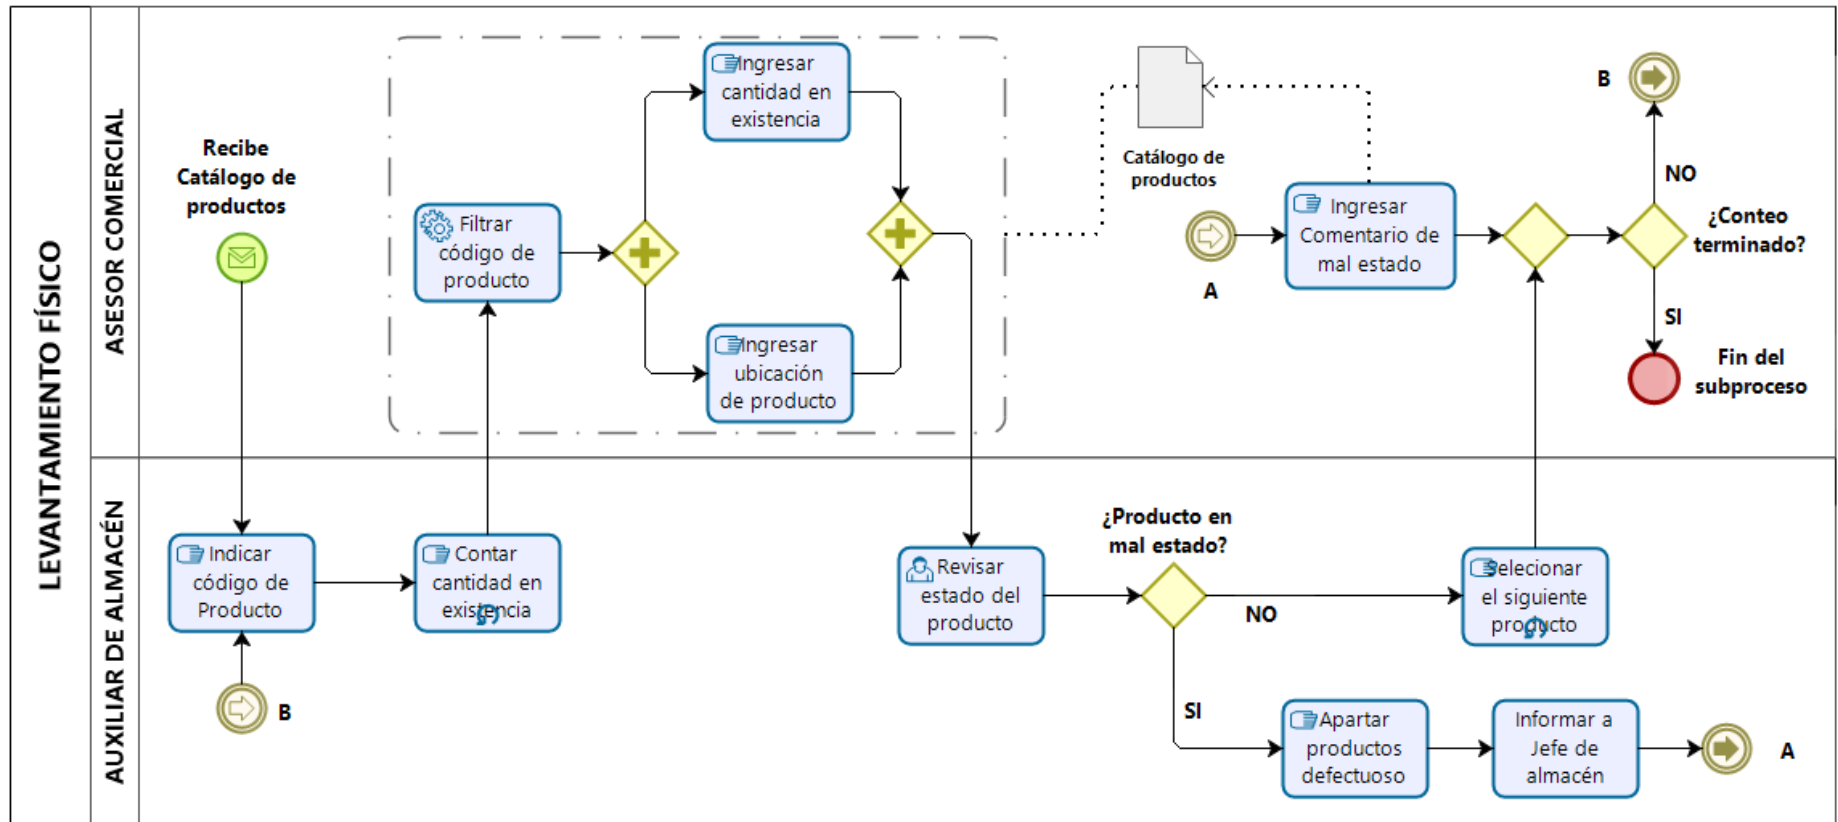 LEVANTAMIENTO FÍSICO
ASESOR COMERCIAL
Recibe
Catálogo de
productos
Filtrar
código de
producto
Ingresar
cantidad en
existencia
Ingresar
ubicación
de producto
Catálogo de
productos
A
Ingresar
Comentario de
mal estado
B
NO
¿Conteo
terminado?
SI
Fin del
subproceso
AUXILIAR DE ALMACÉN
Indicar
código de
Producto
B
Contar
cantidad en
existencia
Revisar
estado del
producto
¿Producto en
mal estado?
NO
SI
Selecionar
el siguiente
producto
Apartar
productos
defectuoso
Informar a
Jefe de
almacén
A